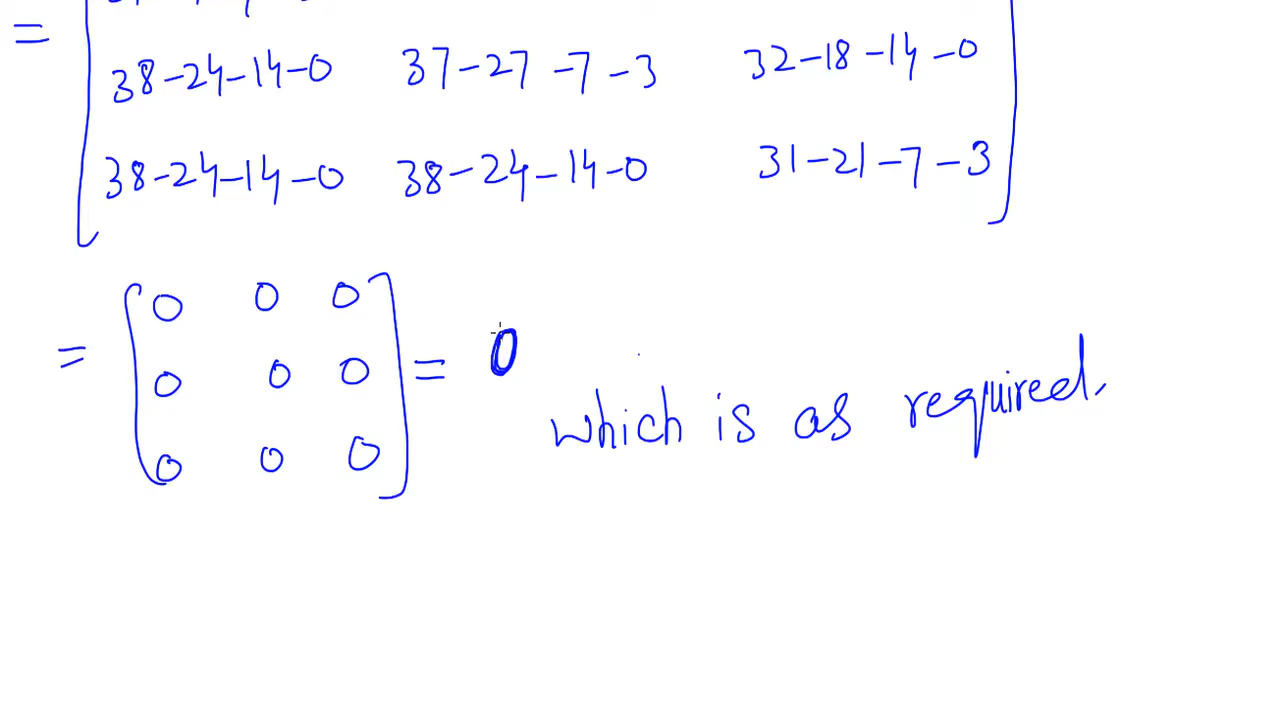 =
38-24-14-0 37-27-7-3 32-18-14-0
38-24-14-0 38-24-14-0 31-21-7-3
0 0 0
= 0 0 0 = 0
0 0 0
which is as required.